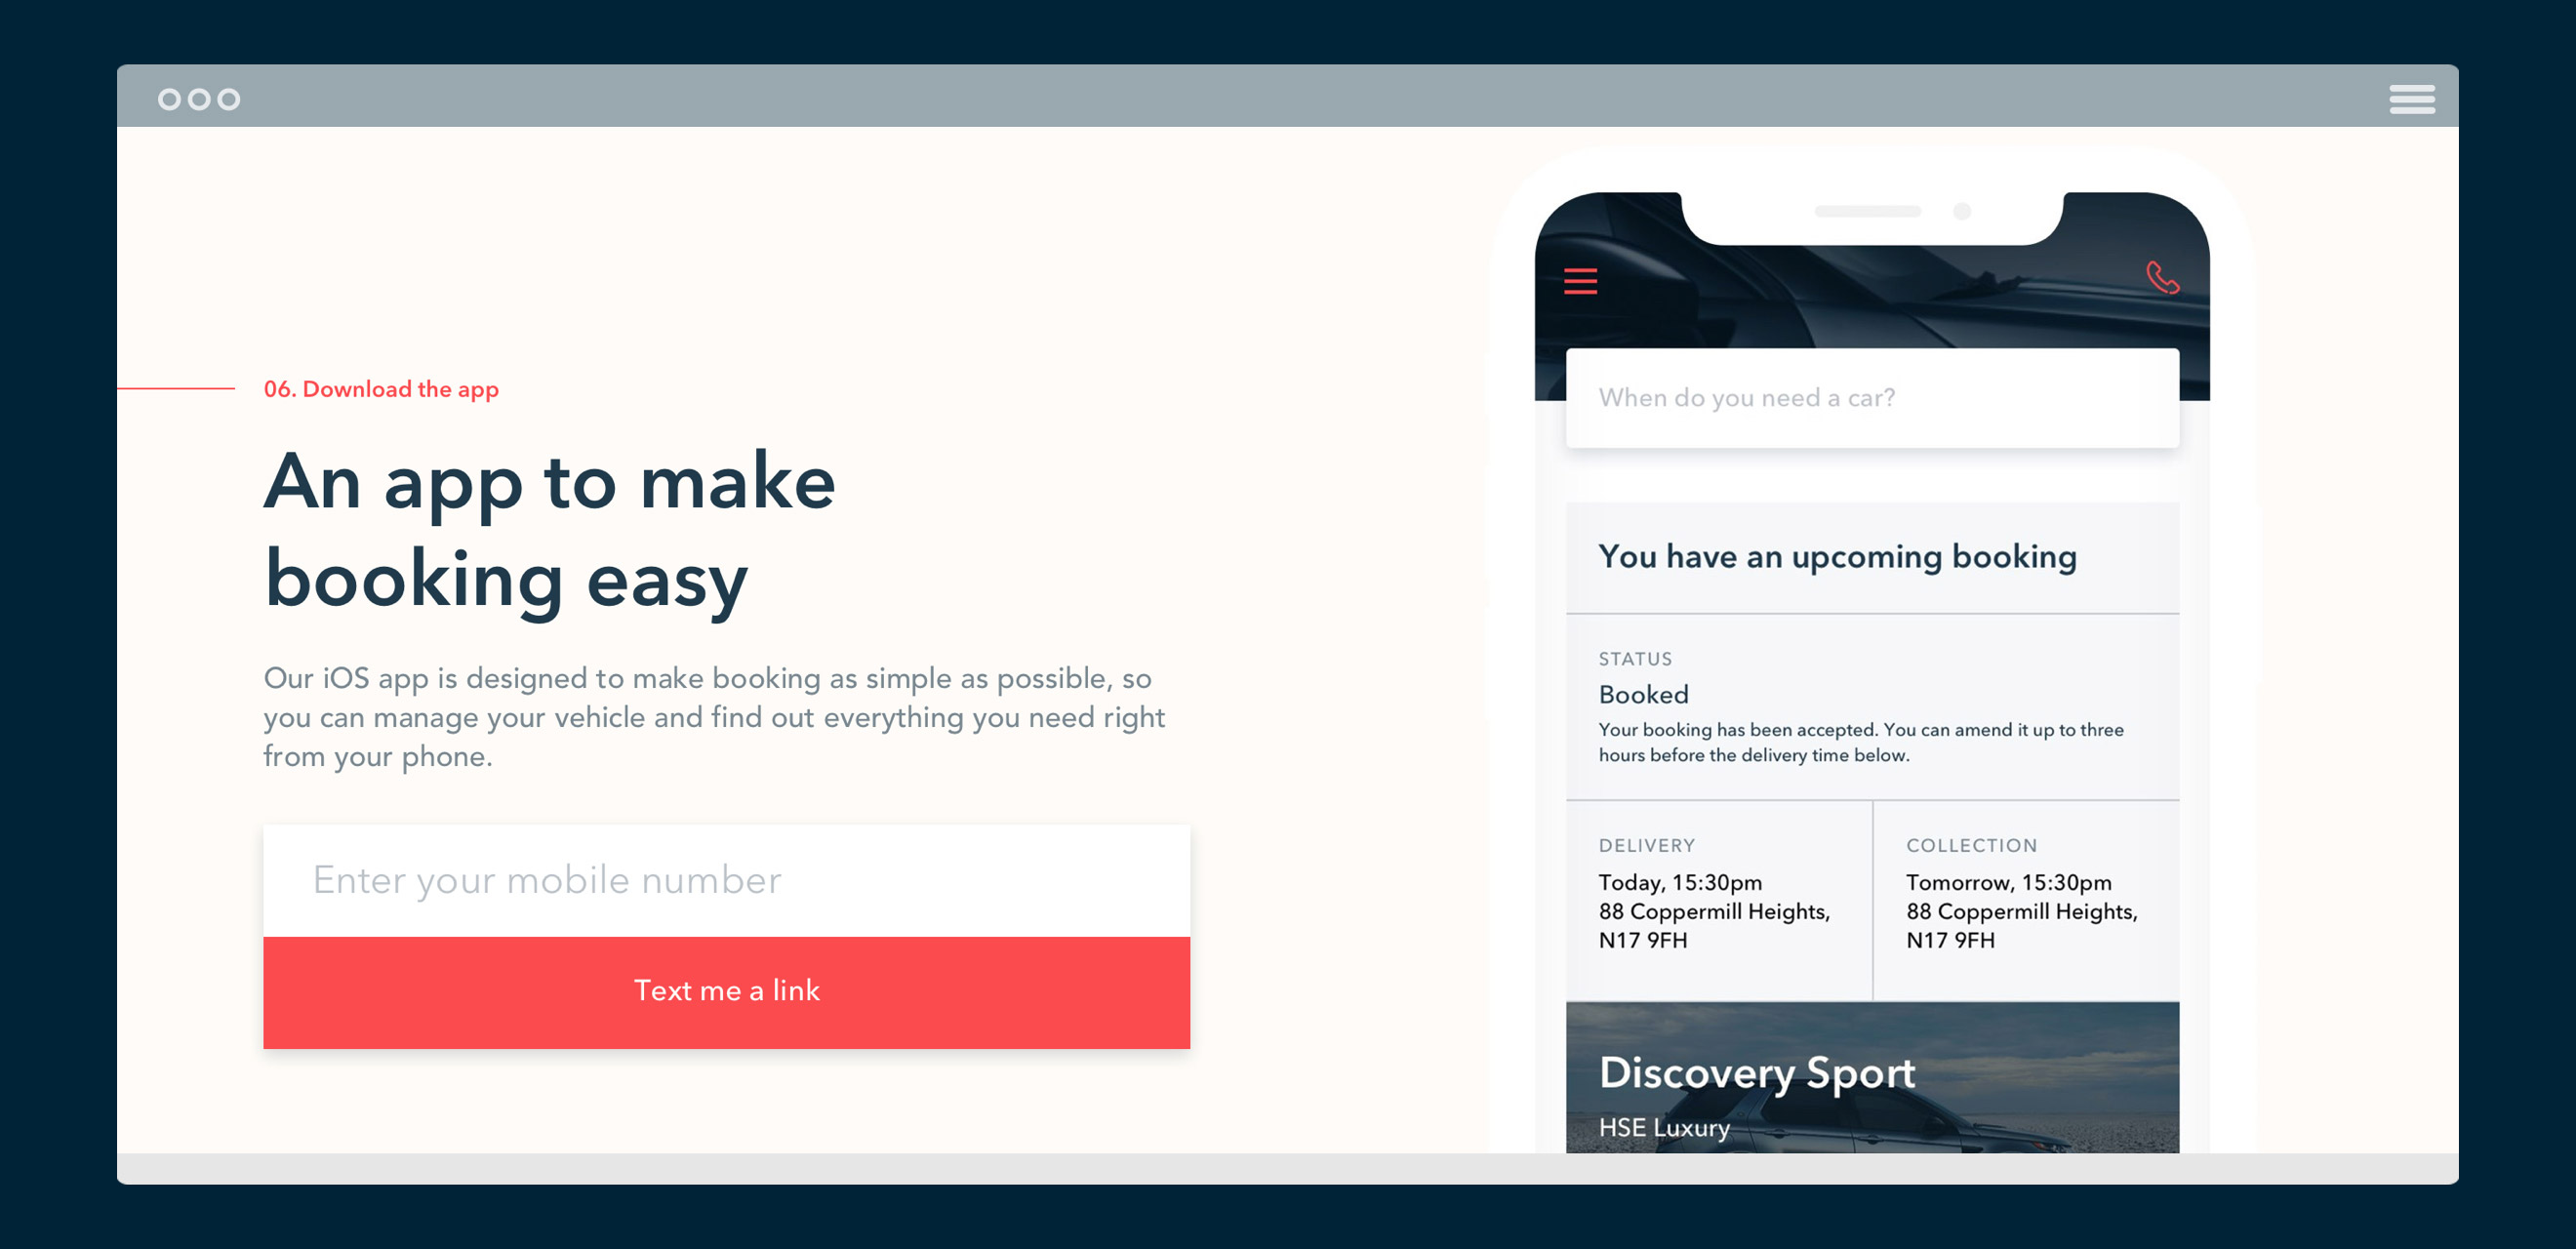 06. Download the app
An app to make
booking easy
Our iOS app is designed to make booking as simple as possible, so
you can manage your vehicle and find out everything you need right
from your phone.
Enter your mobile number
Text me a link
When do you need a car?
You have an upcoming booking
STATUS
Booked
Your booking has been accepted. You can amend it up to three
hours before the delivery time below.
DELIVERY
Today, 15:30pm
88 Coppermill Heights,
N17 9FH
COLLECTION
Tomorrow, 15:30pm
88 Coppermill Heights,
N17 9FH
Discovery Sport
HSE Luxury